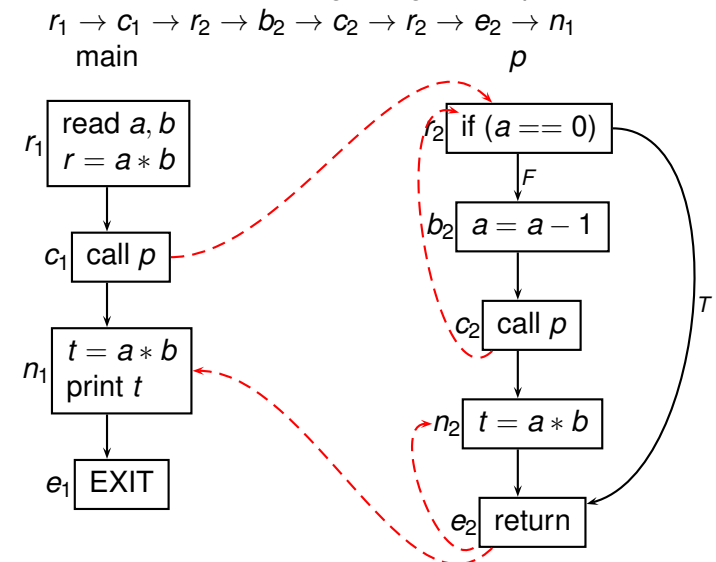 r₁ → c₁ → r₂ → b₂ → c₂ → r₂ → e₂ → n₁
main
p
r₁
read a, b
r = a ∗ b
c₁
call p
n₁
t = a ∗ b
print t
e₁
EXIT
r₂
if (a == 0)
F
b₂
a = a − 1
c₂
call p
T
n₂
t = a ∗ b
e₂
return